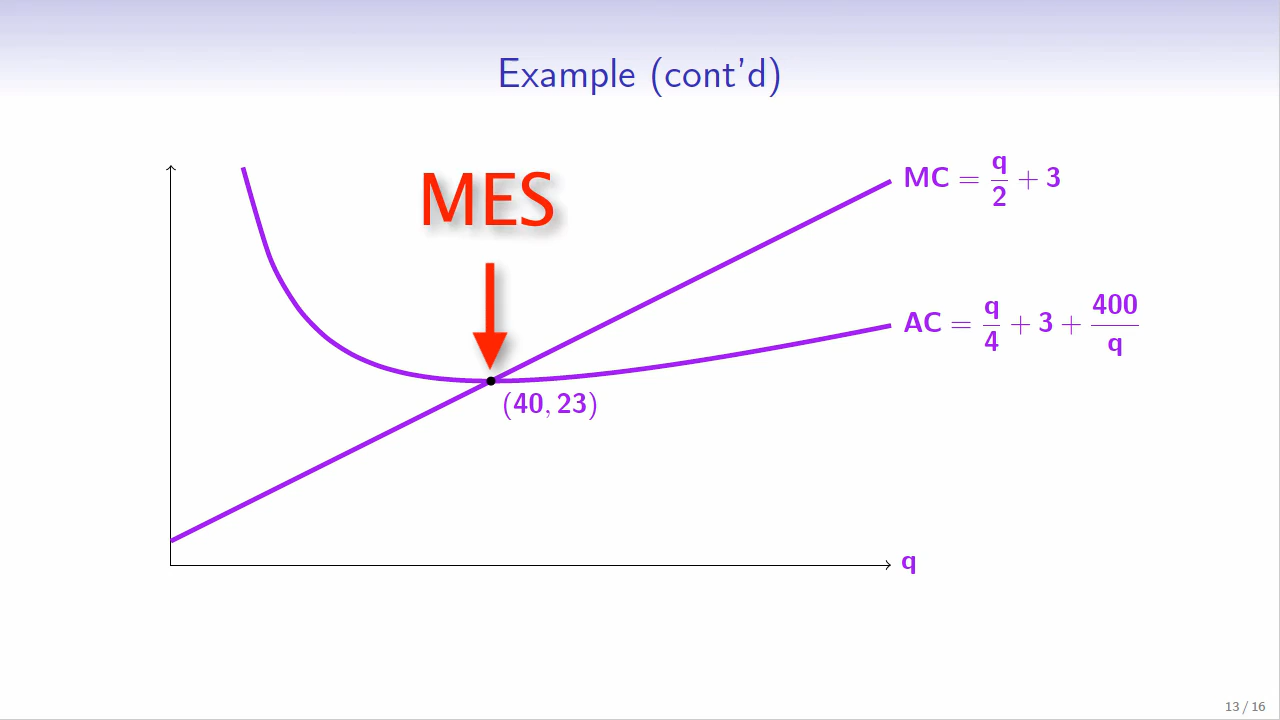 Example (cont'd)
MES
MC = q/2 + 3
AC = q/4 + 3 + 400/q
(40, 23)
q
13 / 16